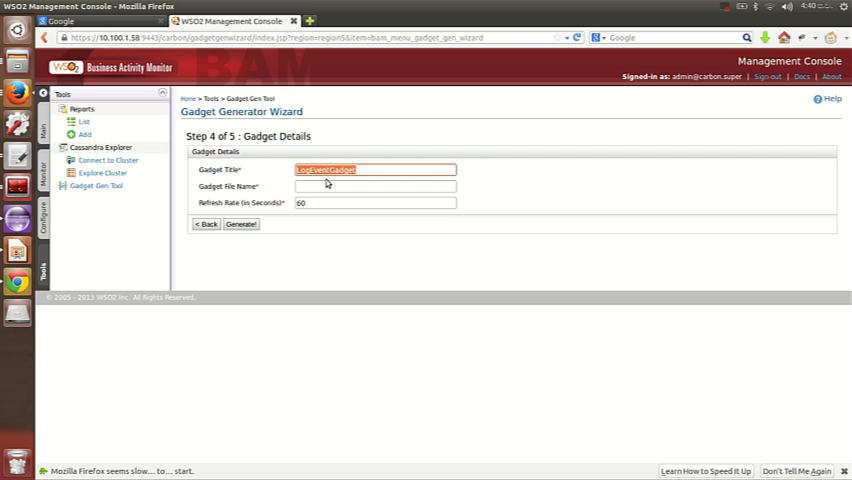 WSO2 Management Console - Mozilla Firefox
4:40
Google
WSO2 Management Console
https://10.100.1.58:9443/carbon/gadgetgenwizard/index.jsp?region=region5&item=bam_menu_gadget_gen_wizard
Google
WSO2 Business Activity Monitor
BAM
Management Console
Signed-in as: admin@carbon.super Sign-out Docs About
Main
Monitor
Configure
Tools
Tools
Reports
List
Add
Cassandra Explorer
Connect to Cluster
Explore Cluster
Gadget Gen Tool
Home > Tools > Gadget Gen Tool
Help
Gadget Generator Wizard
Step 4 of 5 : Gadget Details
Gadget Details
Gadget Title* LogEventGadget
Gadget File Name*
Refresh Rate (in Seconds)* 60
< Back Generate!
© 2005 - 2013 WSO2 Inc. All Rights Reserved.
Mozilla Firefox seems slow... to... start.
Learn How to Speed It Up Don't Tell Me Again